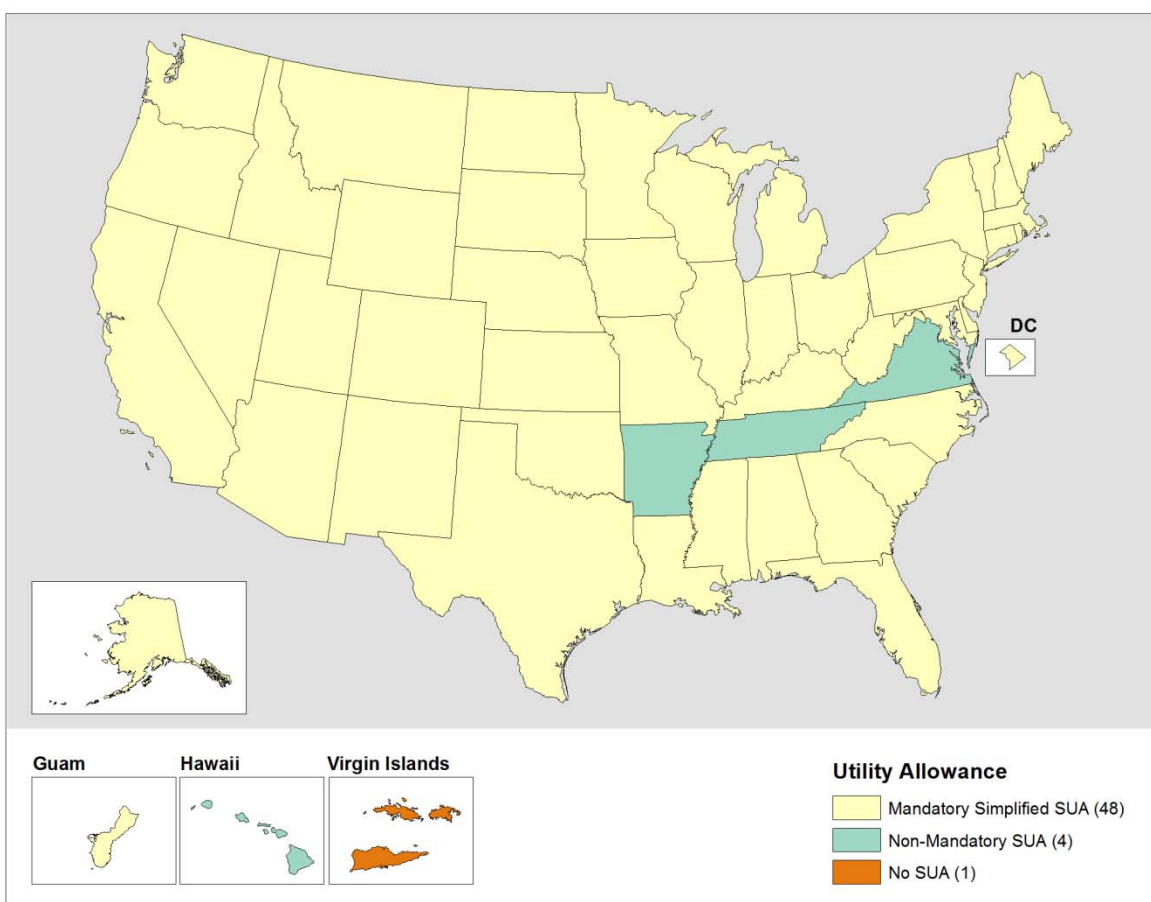 DC
Guam
Hawaii
Virgin Islands
Utility Allowance
Mandatory Simplified SUA (48)
Non-Mandatory SUA (4)
No SUA (1)